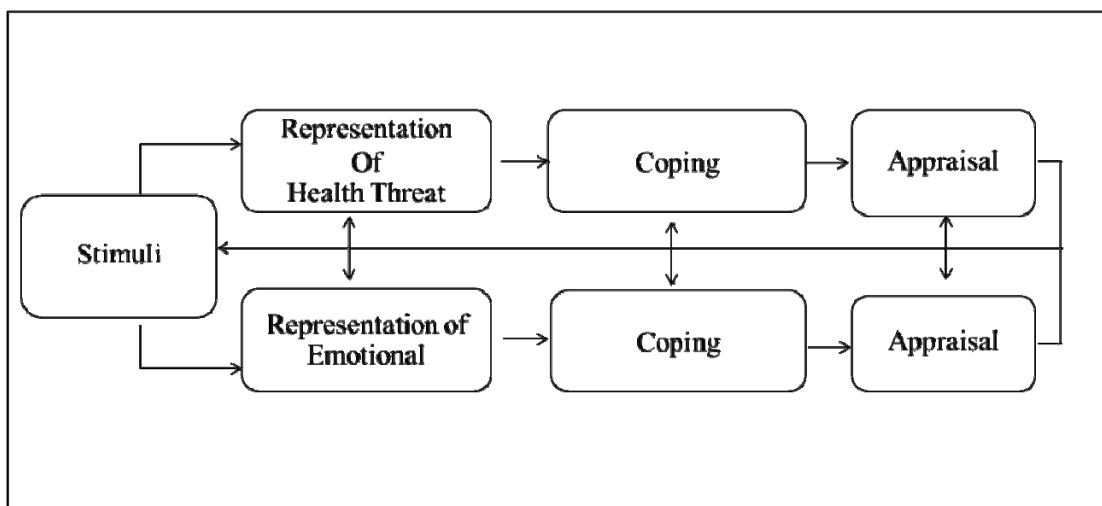 Representation
Of
Health Threat
Coping
Appraisal
Stimuli
Representation of
Emotional
Coping
Appraisal